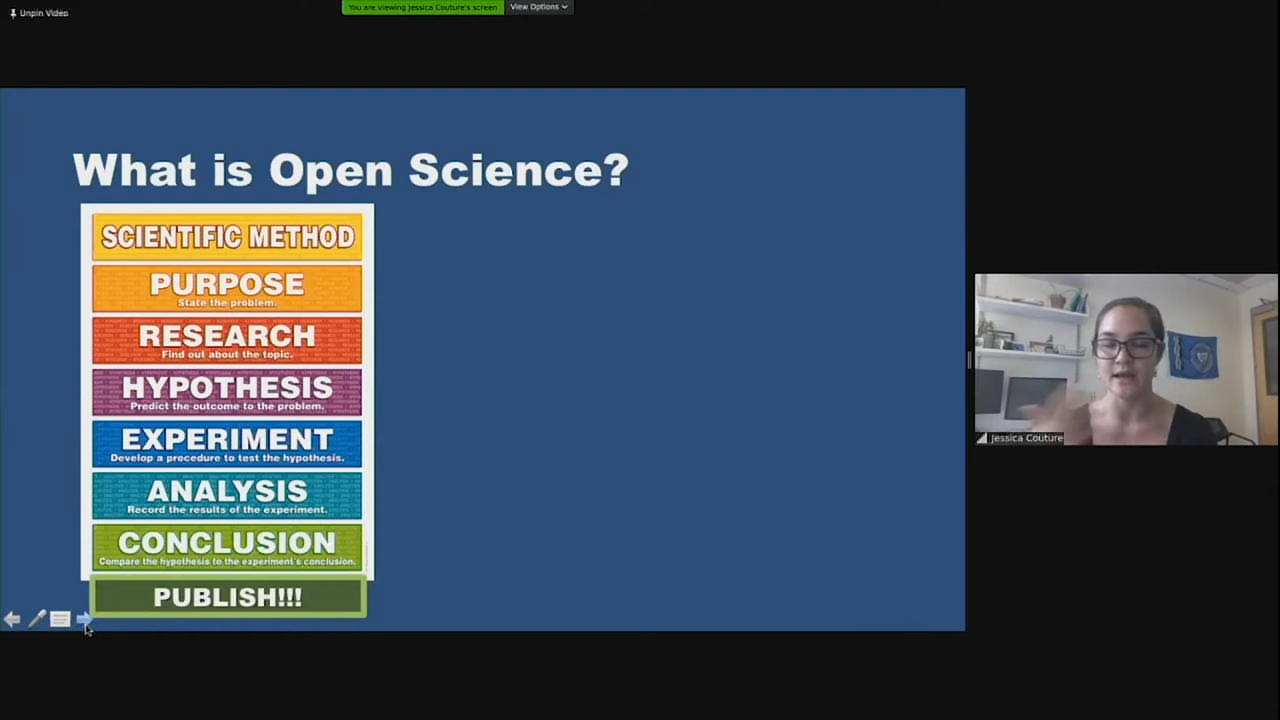 Unpin Video
You are viewing Jessica Couture's screen
View Options
What is Open Science?
SCIENTIFIC METHOD
PURPOSE
State the problem.
RESEARCH
Find out about the topic.
HYPOTHESIS
Predict the outcome to the problem.
EXPERIMENT
Develop a procedure to test the hypothesis.
ANALYSIS
Record the results of the experiment.
CONCLUSION
Compare the hypothesis to the experiment's conclusion.
PUBLISH!!!
Jessica Couture